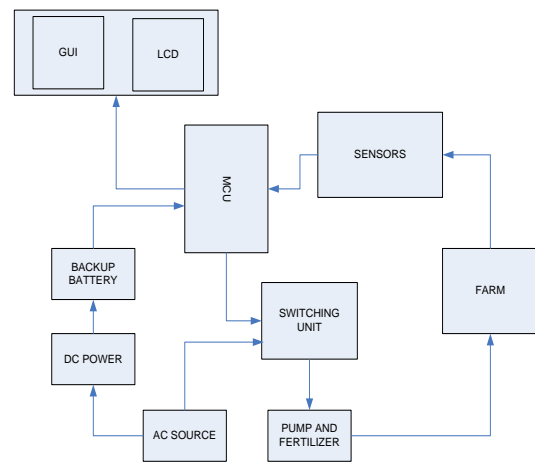 GUI
LCD
MCU
SENSORS
BACKUP
BATTERY
FARM
SWITCHING
UNIT
DC POWER
AC SOURCE
PUMP AND
FERTILIZER